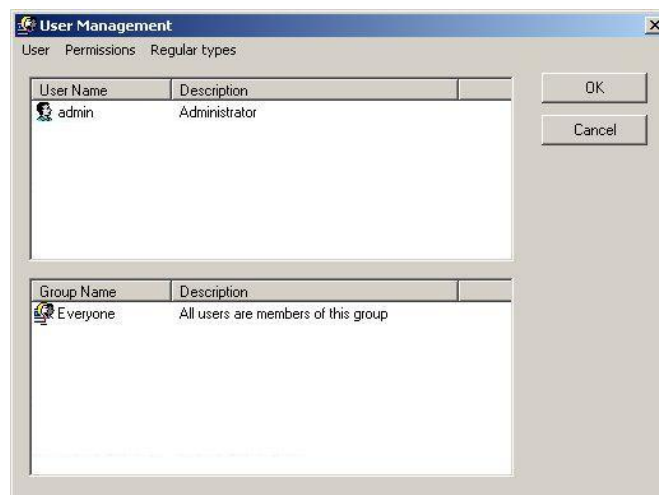 User Management
User Permissions Regular types
User Name Description
admin Administrator
OK
Cancel
Group Name Description
Everyone All users are members of this group